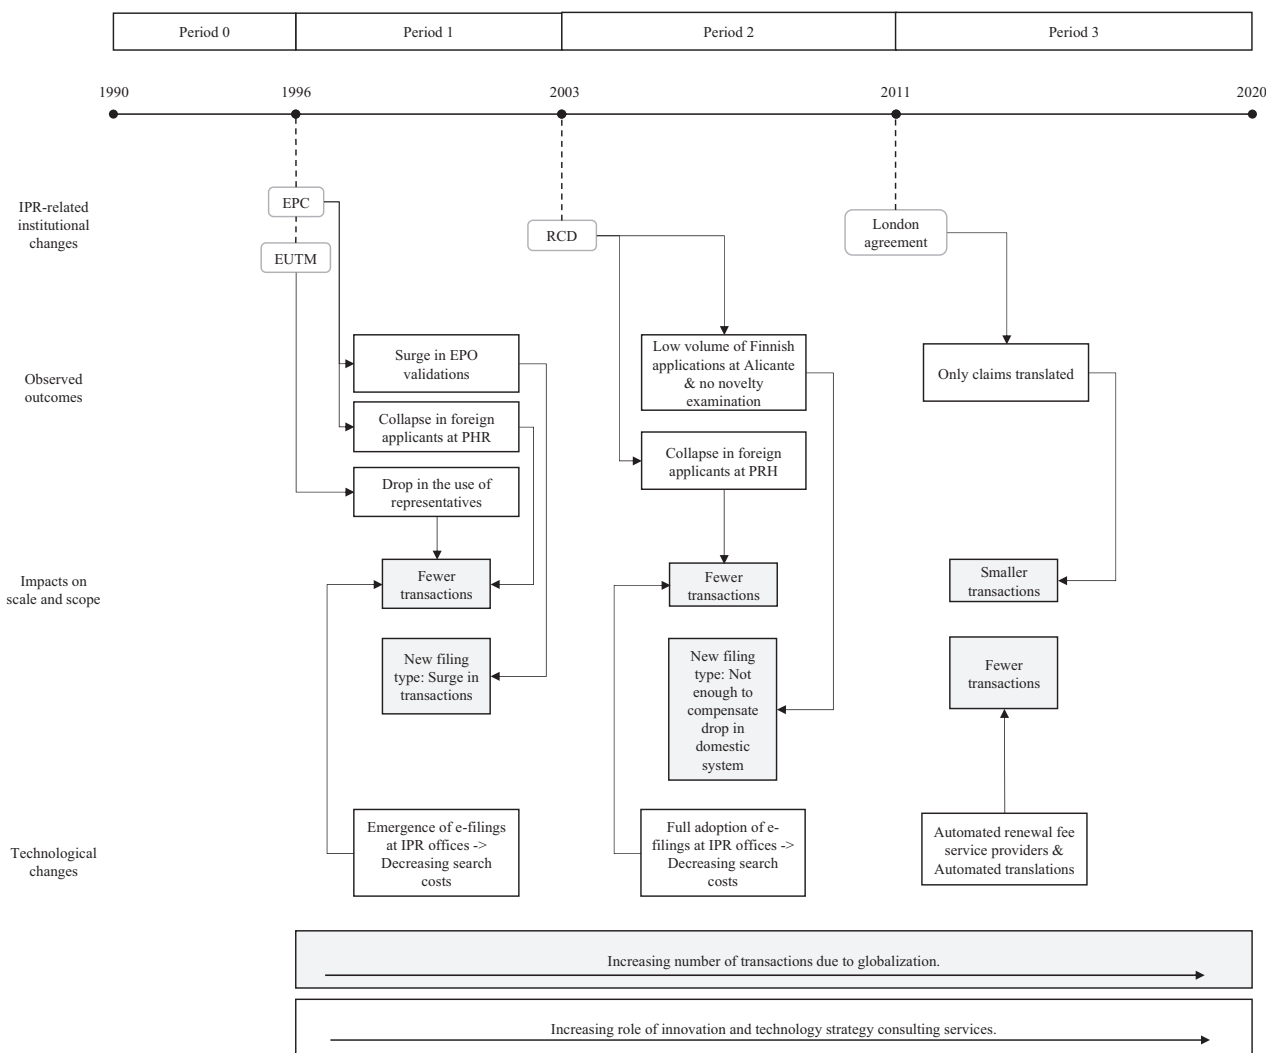 Period 0
Period 1
Period 2
Period 3
1990
1996
2003
2011
2020
IPR-related
institutional
changes
EPC
EUTM
RCD
London
agreement
Observed
outcomes
Surge in EPO
validations
Collapse in foreign
applicants at PHR
Drop in the use of
representatives
Low volume of Finnish
applications at Alicante
& no novelty
examination
Collapse in foreign
applicants at PRH
Only claims translated
Impacts on
scale and scope
Fewer
transactions
New filing
type: Surge in
transactions
Fewer
transactions
New filing
type: Not
enough to
compensate
drop in
domestic
system
Smaller
transactions
Fewer
transactions
Technological
changes
Emergence of e-filings
at IPR offices ->
Decreasing search
costs
Full adoption of e-
filings at IPR offices ->
Decreasing search
costs
Automated renewal fee
service providers &
Automated translations
Increasing number of transactions due to globalization.
Increasing role of innovation and technology strategy consulting services.